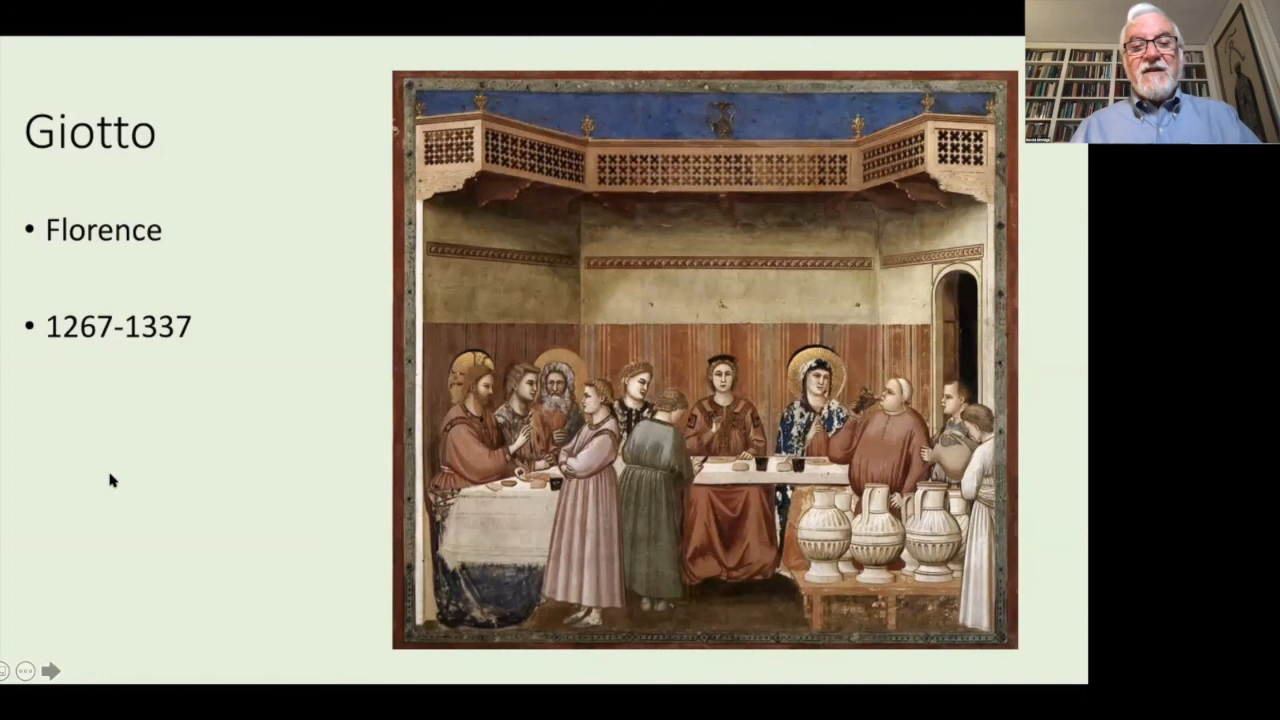 Giotto
• Florence
• 1267-1337